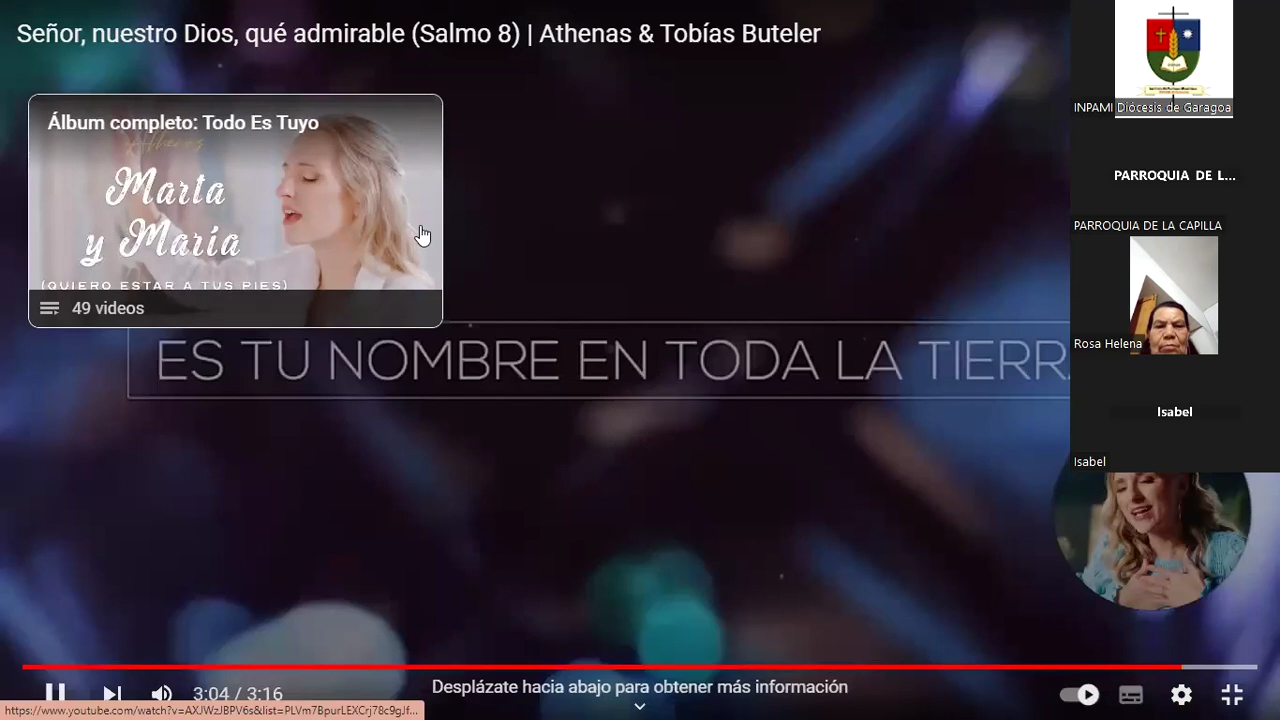 Señor, nuestro Dios, qué admirable (Salmo 8) | Athenas & Tobías Buteler
Álbum completo: Todo Es Tuyo
Athenas
Marta
y María
(QUIERO ESTAR A TUS PIES)
49 videos
ES TU NOMBRE EN TODA LA TIERRA
INPAMI Diócesis de Garagoa
PARROQUIA DE L...
PARROQUIA DE LA CAPILLA
Rosa Helena
Isabel
Isabel
3:04 / 3:16
Desplázate hacia abajo para obtener más información
https://www.youtube.com/watch?v=AXJWzJBPV6s&list=PLVm7BpurLEXCrj78c9gJf...